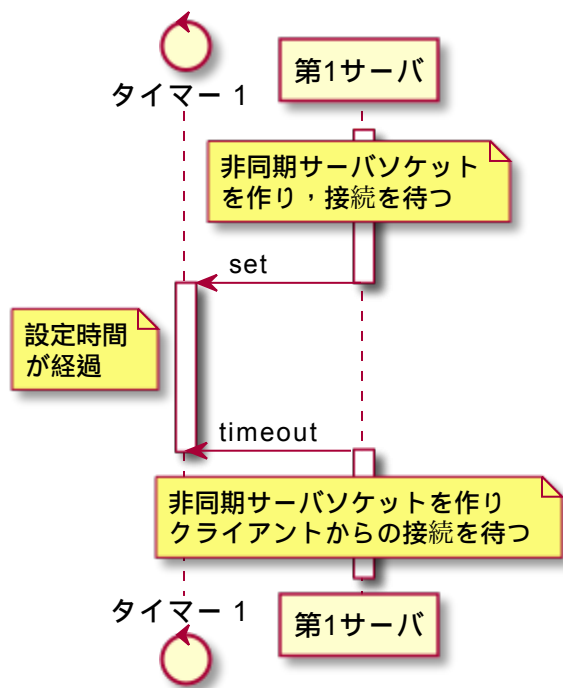 タイマー 1
第1サーバ
非同期サーバソケット
を作り，接続を待つ
set
設定時間
が経過
timeout
非同期サーバソケットを作り
クライアントからの接続を待つ
タイマー 1
第1サーバ